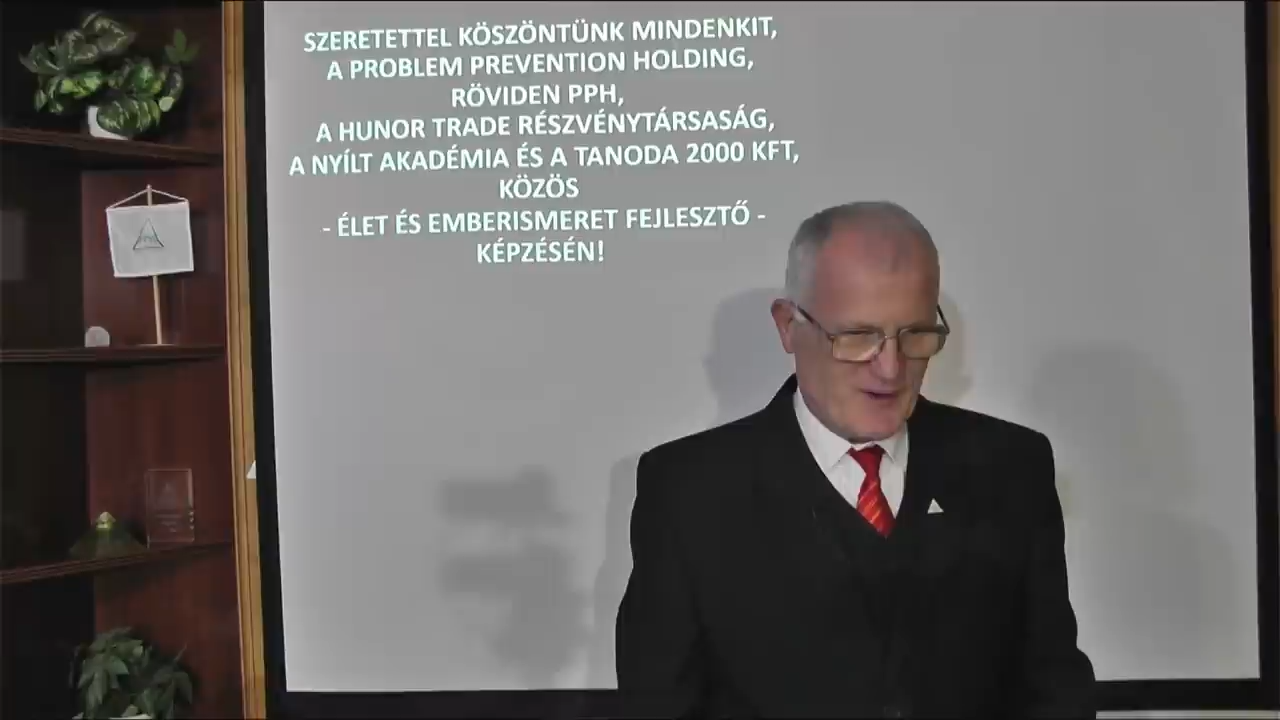 SZERETETTEL KÖSZÖNTÜNK MINDENKIT,
A PROBLEM PREVENTION HOLDING,
RÖVIDEN PPH,
A HUNOR TRADE RÉSZVÉNYTÁRSASÁG,
A NYÍLT AKADÉMIA ÉS A TANODA 2000 KFT,
KÖZÖS
- ÉLET ÉS EMBERISMERET FEJLESZTŐ -
KÉPZÉSÉN!